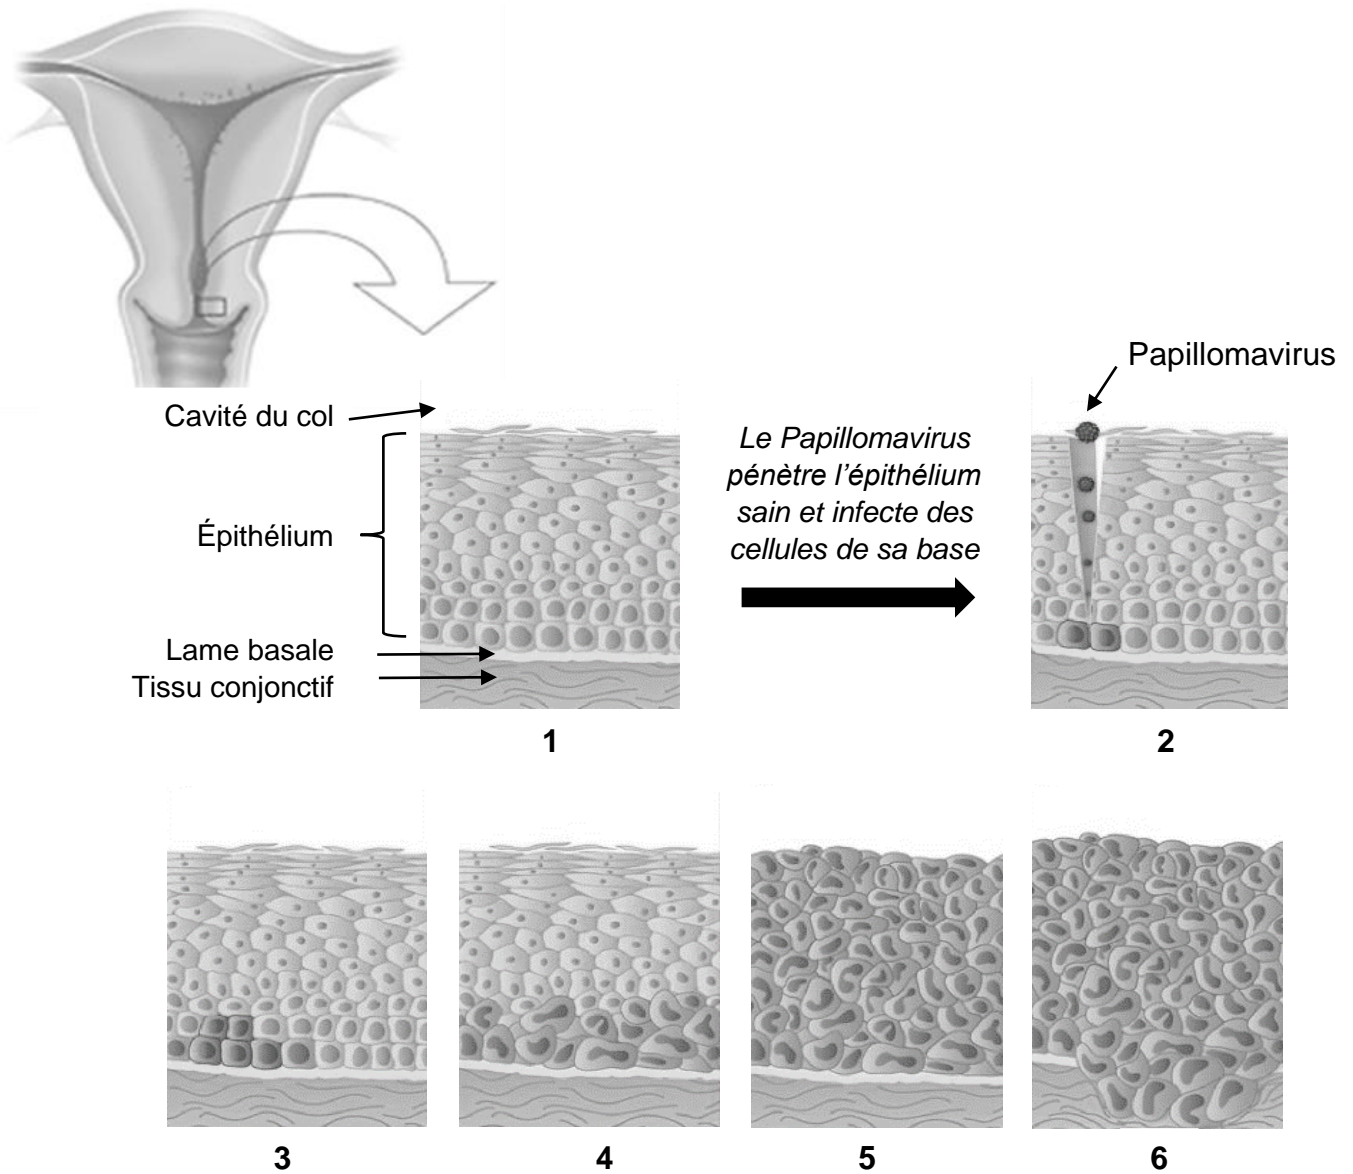 Papillomavirus
Cavité du col
Épithélium
Lame basale
Tissu conjonctif
Le Papillomavirus
pénètre l'épithélium
sain et infecte des
cellules de sa base
1
2
3
4
5
6